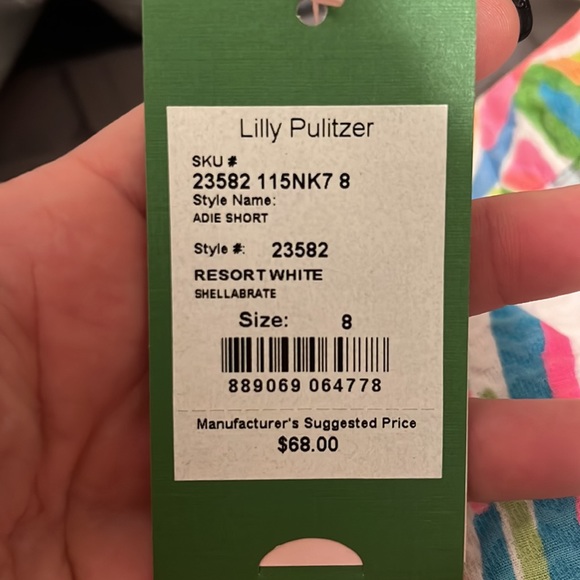 Lilly Pulitzer
SKU #
23582 115NK7 8
Style Name:
ADIE SHORT
Style #: 23582
RESORT WHITE
SHELLABRATE
Size: 8
889069 064778
Manufacturer's Suggested Price
$68.00